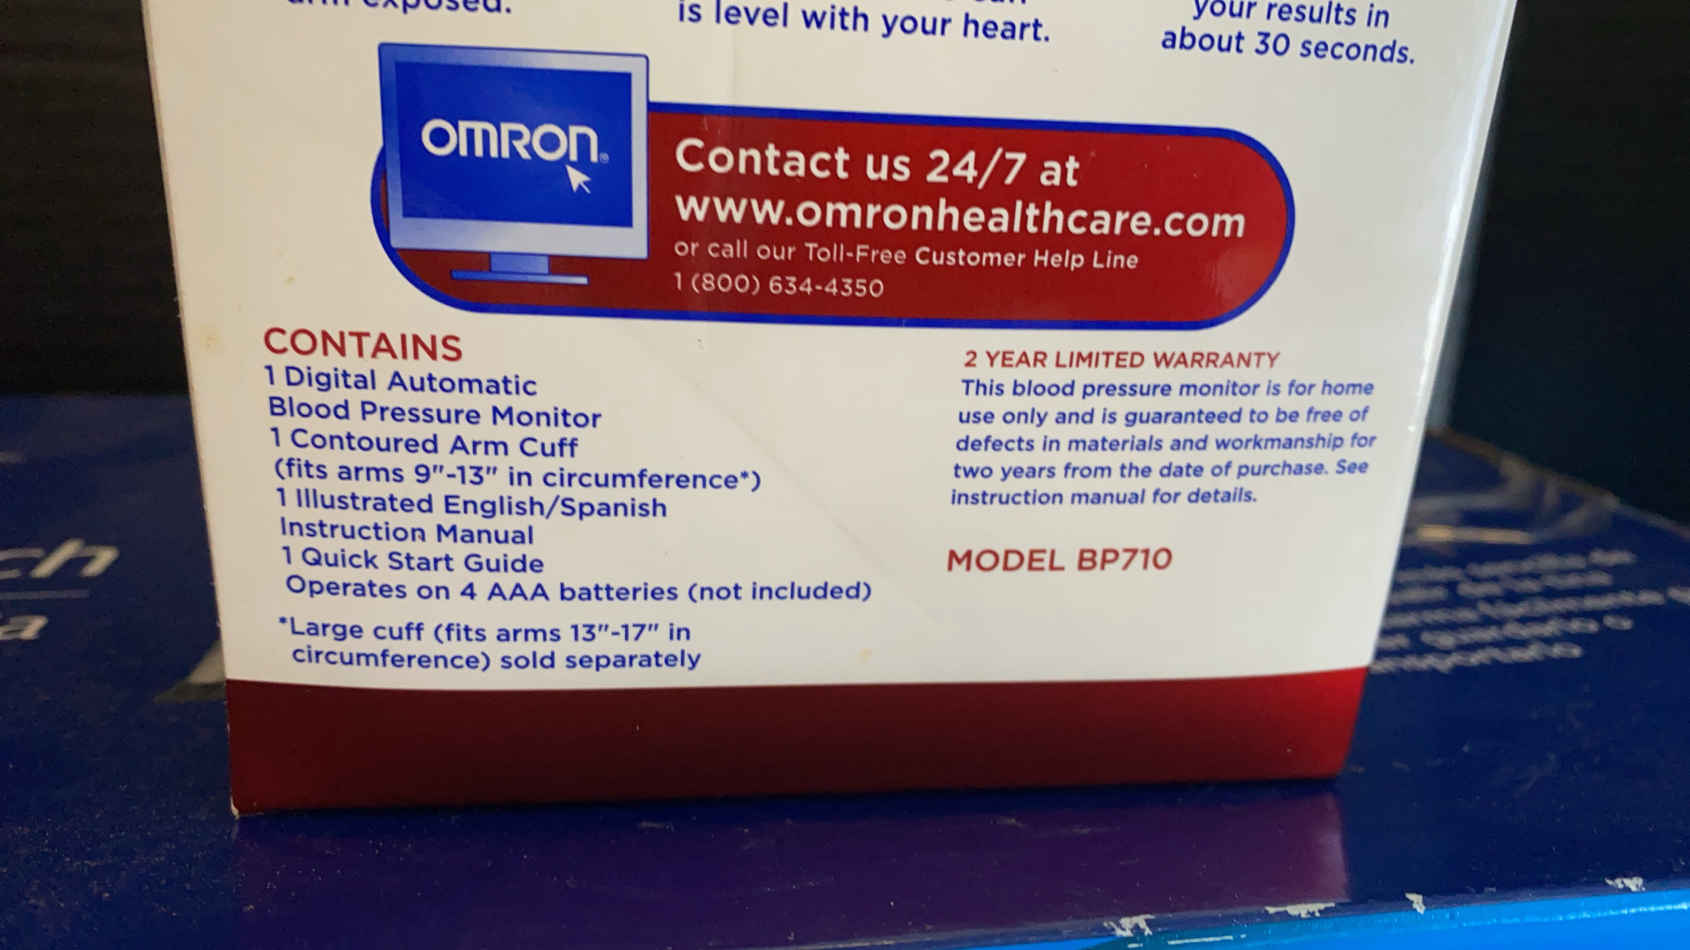 exposed.
is level with your heart.
your results in
about 30 seconds.
OMRON®
Contact us 24/7 at
www.omronhealthcare.com
or call our Toll-Free Customer Help Line
1 (800) 634-4350
CONTAINS
1 Digital Automatic
Blood Pressure Monitor
1 Contoured Arm Cuff
(fits arms 9"-13" in circumference*)
1 Illustrated English/Spanish
Instruction Manual
1 Quick Start Guide
Operates on 4 AAA batteries (not included)
*Large cuff (fits arms 13"-17" in
circumference) sold separately
2 YEAR LIMITED WARRANTY
This blood pressure monitor is for home
use only and is guaranteed to be free of
defects in materials and workmanship for
two years from the date of purchase. See
instruction manual for details.
MODEL BP710